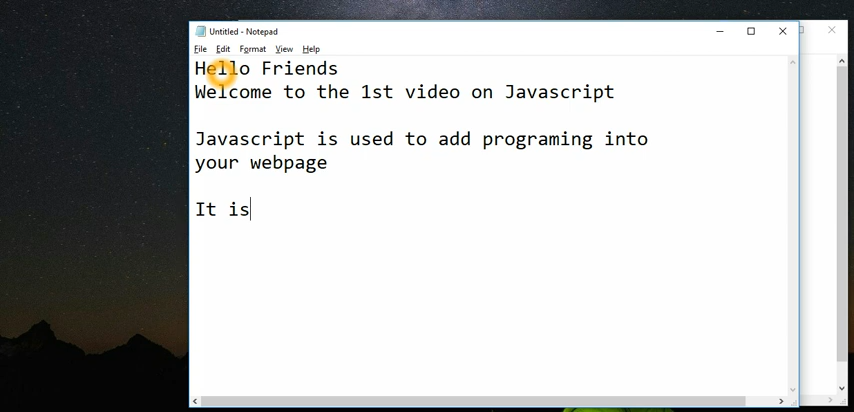 Untitled - Notepad
File Edit Format View Help
Hello Friends
Welcome to the 1st video on Javascript
Javascript is used to add programing into
your webpage
It is